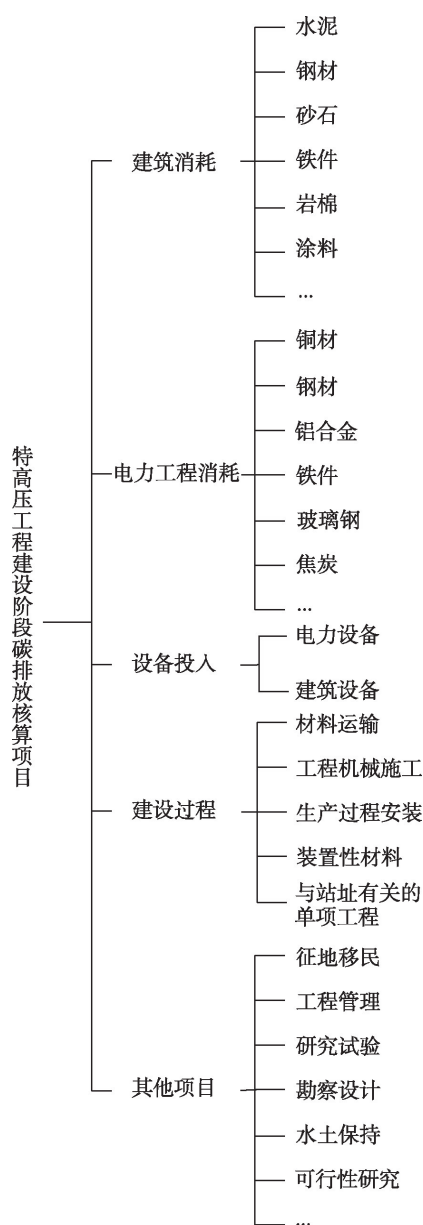 特高压工程建设阶段碳排放核算项目
建筑消耗
水泥
钢材
砂石
铁件
岩棉
涂料
...
电力工程消耗
铜材
钢材
铝合金
铁件
玻璃钢
焦炭
...
设备投入
电力设备
建筑设备
建设过程
材料运输
工程机械施工
生产过程安装
装置性材料
与站址有关的
单项工程
其他项目
征地移民
工程管理
研究试验
勘察设计
水土保持
可行性研究
...